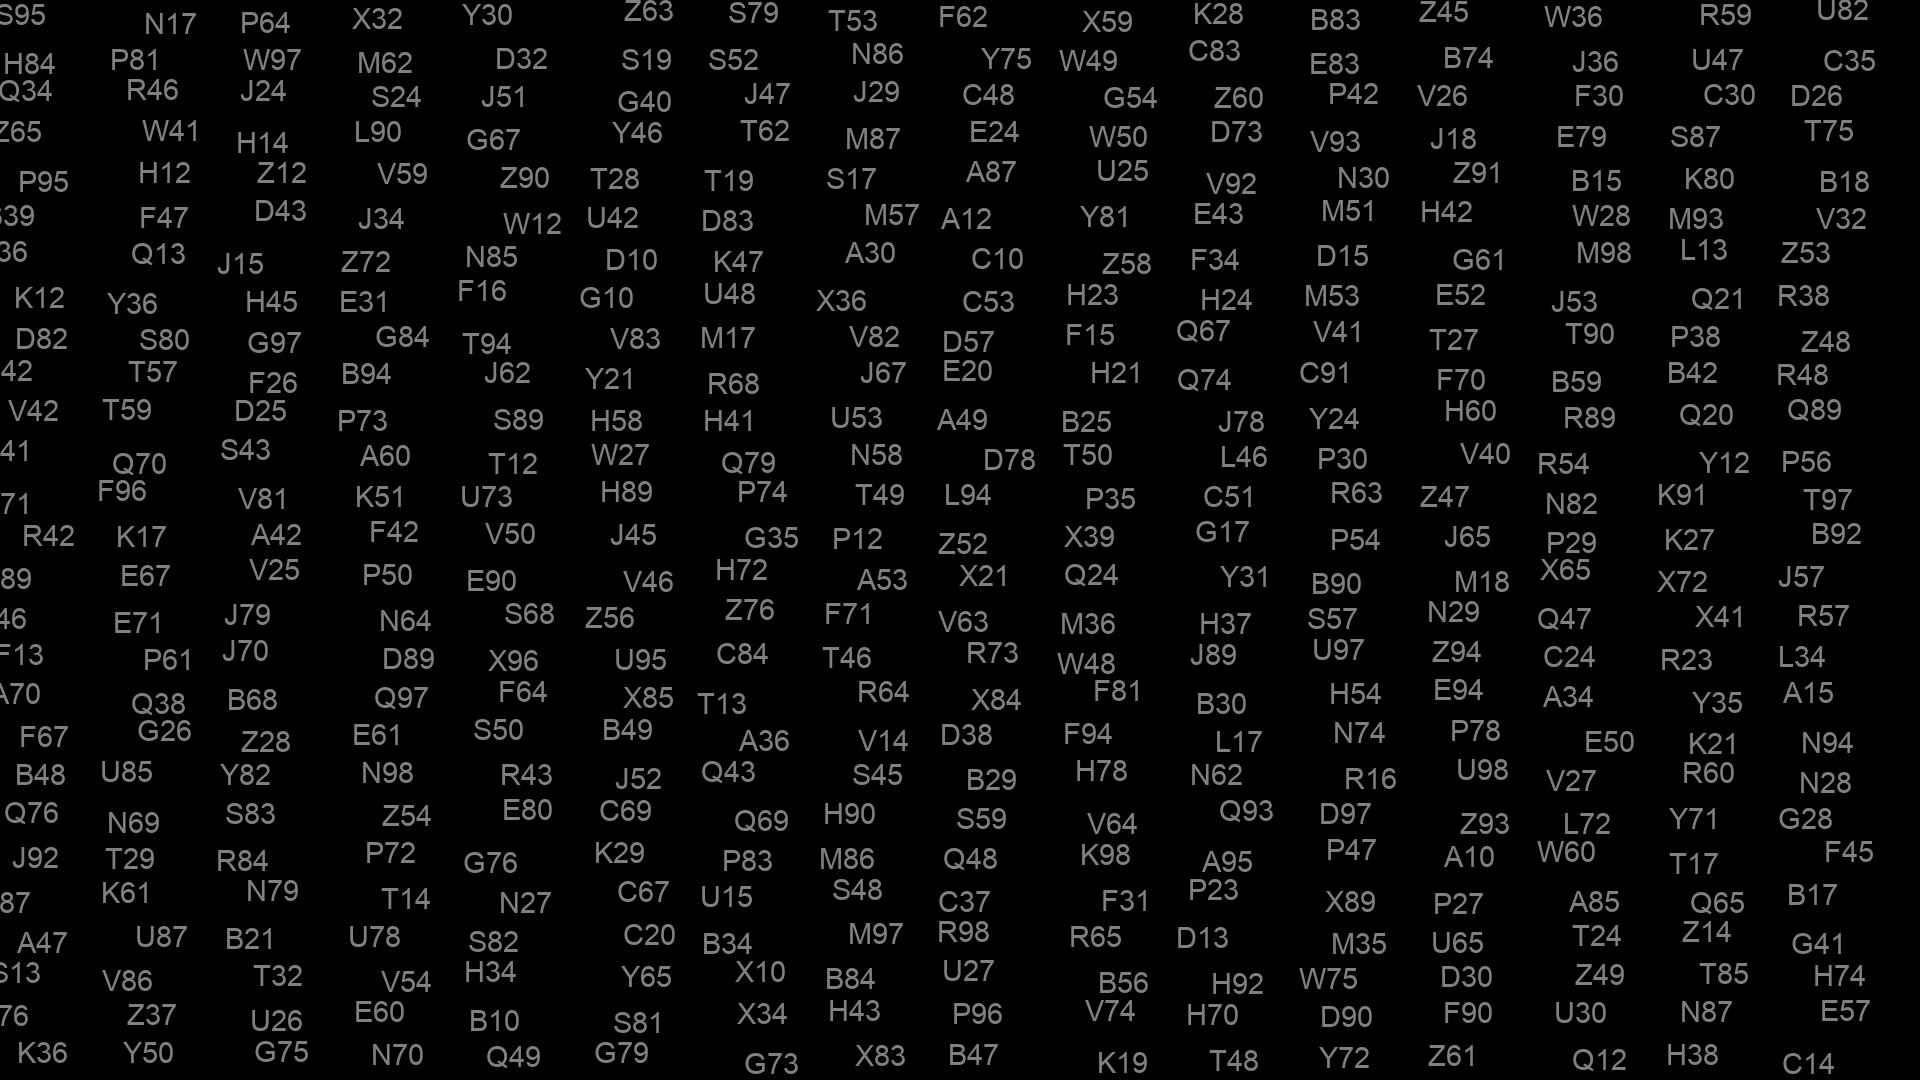 S95 N17 P64 X32 Y30 Z63 S79 T53 F62 X59 K28 B83 Z45 W36 R59 U82
H84 P81 W97 M62 D32 S19 S52 N86 Y75 W49 C83 E83 B74 J36 U47 C35
Q34 R46 J24 S24 J51 G40 J47 J29 C48 G54 Z60 P42 V26 F30 C30 D26
Z65 W41 H14 L90 G67 Y46 T62 M87 E24 W50 D73 V93 J18 E79 S87 T75
P95 H12 Z12 V59 Z90 T28 T19 S17 A87 U25 V92 N30 Z91 B15 K80 B18
39 F47 D43 J34 W12 U42 D83 M57 A12 Y81 E43 M51 H42 W28 M93 V32
36 Q13 J15 Z72 N85 D10 K47 A30 C10 Z58 F34 D15 G61 M98 L13 Z53
K12 Y36 H45 E31 F16 G10 U48 X36 C53 H23 H24 M53 E52 J53 Q21 R38
D82 S80 G97 G84 T94 V83 M17 V82 D57 F15 Q67 V41 T27 T90 P38 Z48
42 T57 F26 B94 J62 Y21 R68 J67 E20 H21 Q74 C91 F70 B59 B42 R48
V42 T59 D25 P73 S89 H58 H41 U53 A49 B25 J78 Y24 H60 R89 Q20 Q89
41 Q70 S43 A60 T12 W27 Q79 N58 D78 T50 L46 P30 V40 R54 Y12 P56
71 F96 V81 K51 U73 H89 P74 T49 L94 P35 C51 R63 Z47 N82 K91 T97
R42 K17 A42 F42 V50 J45 G35 P12 Z52 X39 G17 P54 J65 P29 K27 B92
89 E67 V25 P50 E90 V46 H72 A53 X21 Q24 Y31 B90 M18 X65 X72 J57
46 E71 J79 N64 S68 Z56 Z76 F71 V63 M36 H37 S57 N29 Q47 X41 R57
F13 P61 J70 D89 X96 U95 C84 T46 R73 W48 J89 U97 Z94 C24 R23 L34
A70 Q38 B68 Q97 F64 X85 T13 R64 X84 F81 B30 H54 E94 A34 Y35 A15
F67 G26 Z28 E61 S50 B49 A36 V14 D38 F94 L17 N74 P78 E50 K21 N94
B48 U85 Y82 N98 R43 J52 Q43 S45 B29 H78 N62 R16 U98 V27 R60 N28
Q76 N69 S83 Z54 E80 C69 Q69 H90 S59 V64 Q93 D97 Z93 L72 Y71 G28
J92 T29 R84 P72 G76 K29 P83 M86 Q48 K98 A95 P47 A10 W60 T17 F45
87 K61 N79 T14 N27 C67 U15 S48 C37 F31 P23 X89 P27 A85 Q65 B17
A47 U87 B21 U78 S82 C20 B34 M97 R98 R65 D13 M35 U65 T24 Z14 G41
S13 V86 T32 V54 H34 Y65 X10 B84 U27 B56 H92 W75 D30 Z49 T85 H74
76 Z37 U26 E60 B10 S81 X34 H43 P96 V74 H70 D90 F90 U30 N87 E57
K36 Y50 G75 N70 Q49 G79 G73 X83 B47 K19 T48 Y72 Z61 Q12 H38 C14